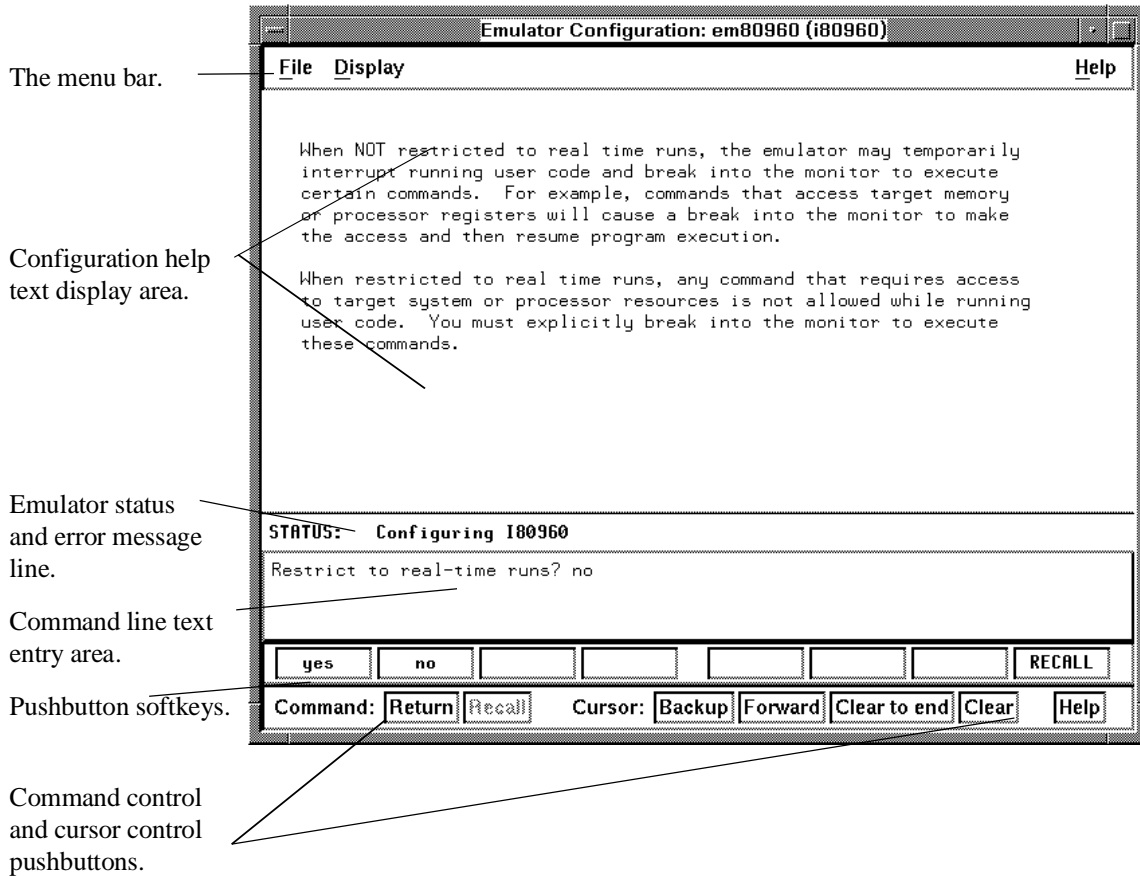 Emulator Configuration: em80960 (i80960)
File Display Help
The menu bar.
When NOT restricted to real time runs, the emulator may temporarily
interrupt running user code and break into the monitor to execute
certain commands. For example, commands that access target memory
or processor registers will cause a break into the monitor to make
the access and then resume program execution.
Configuration help
text display area.
When restricted to real time runs, any command that requires access
to target system or processor resources is not allowed while running
user code. You must explicitly break into the monitor to execute
these commands.
Emulator status
and error message
line.
STATUS: Configuring I80960
Restrict to real-time runs? no
Command line text
entry area.
yes no RECALL
Pushbutton softkeys.
Command: Return Recall Cursor: Backup Forward Clear to end Clear Help
Command control
and cursor control
pushbuttons.